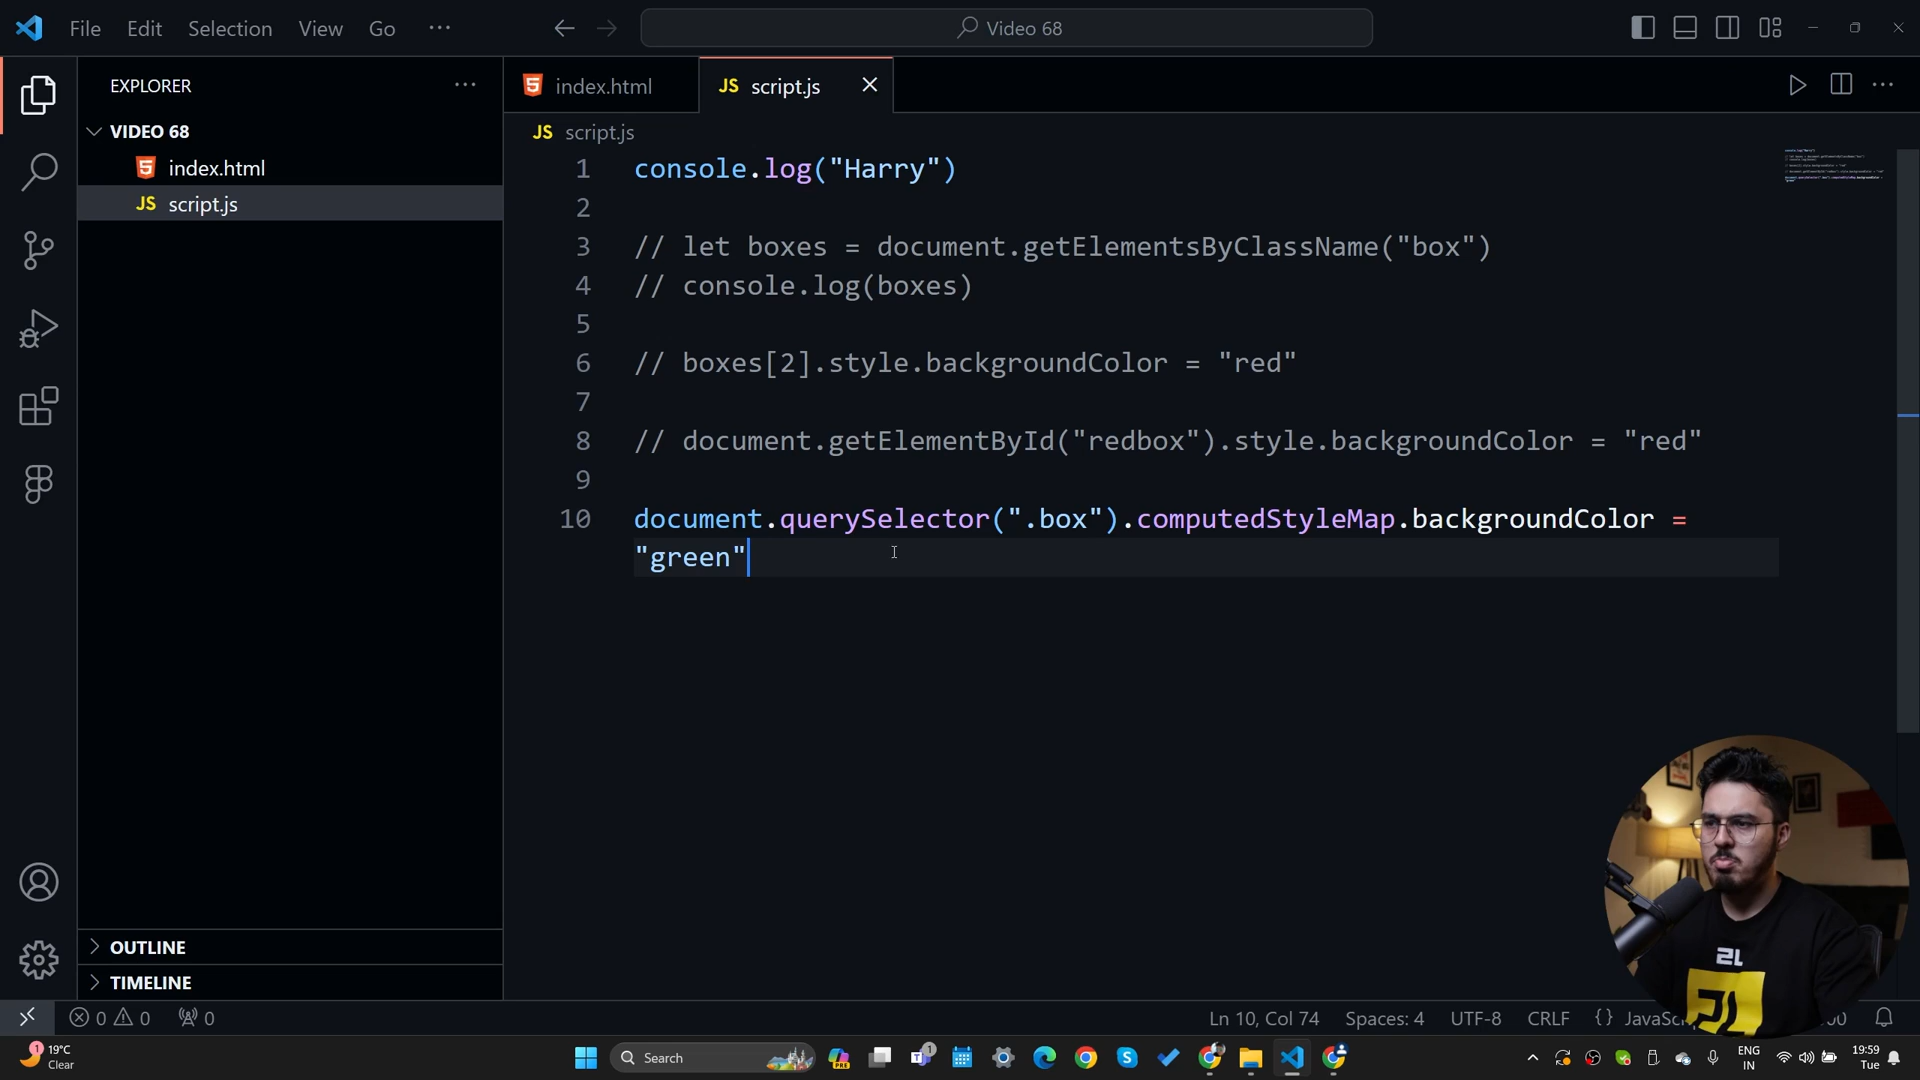 File Edit Selection View Go ···
Video 68
EXPLORER ···
index.html
JS script.js
VIDEO 68
JS script.js
index.html
JS script.js
1 console.log("Harry")
2
3 // let boxes = document.getElementsByClassName("box")
4 // console.log(boxes)
5
6 // boxes[2].style.backgroundColor = "red"
7
8 // document.getElementById("redbox").style.backgroundColor = "red"
9
10 document.querySelector(".box").computedStyleMap.backgroundColor =
"green"
OUTLINE
TIMELINE
0 0 0
Ln 10, Col 74 Spaces: 4 UTF-8 CRLF {}
1 19°C
Clear
Search
PRE
1
ENG
IN
19:59
Tue